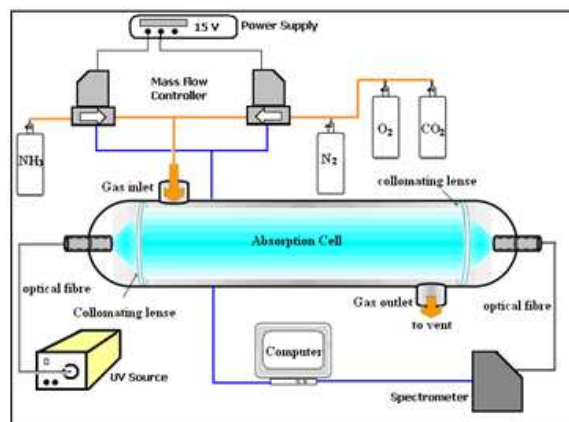 15 V
Power Supply
Mass Flow
Controller
NH3
N2
O2
CO2
Gas inlet
collomating lense
Absorption Cell
optical fibre
Collomating lense
Gas outlet
to vent
optical fibre
UV Source
Computer
Spectrometer